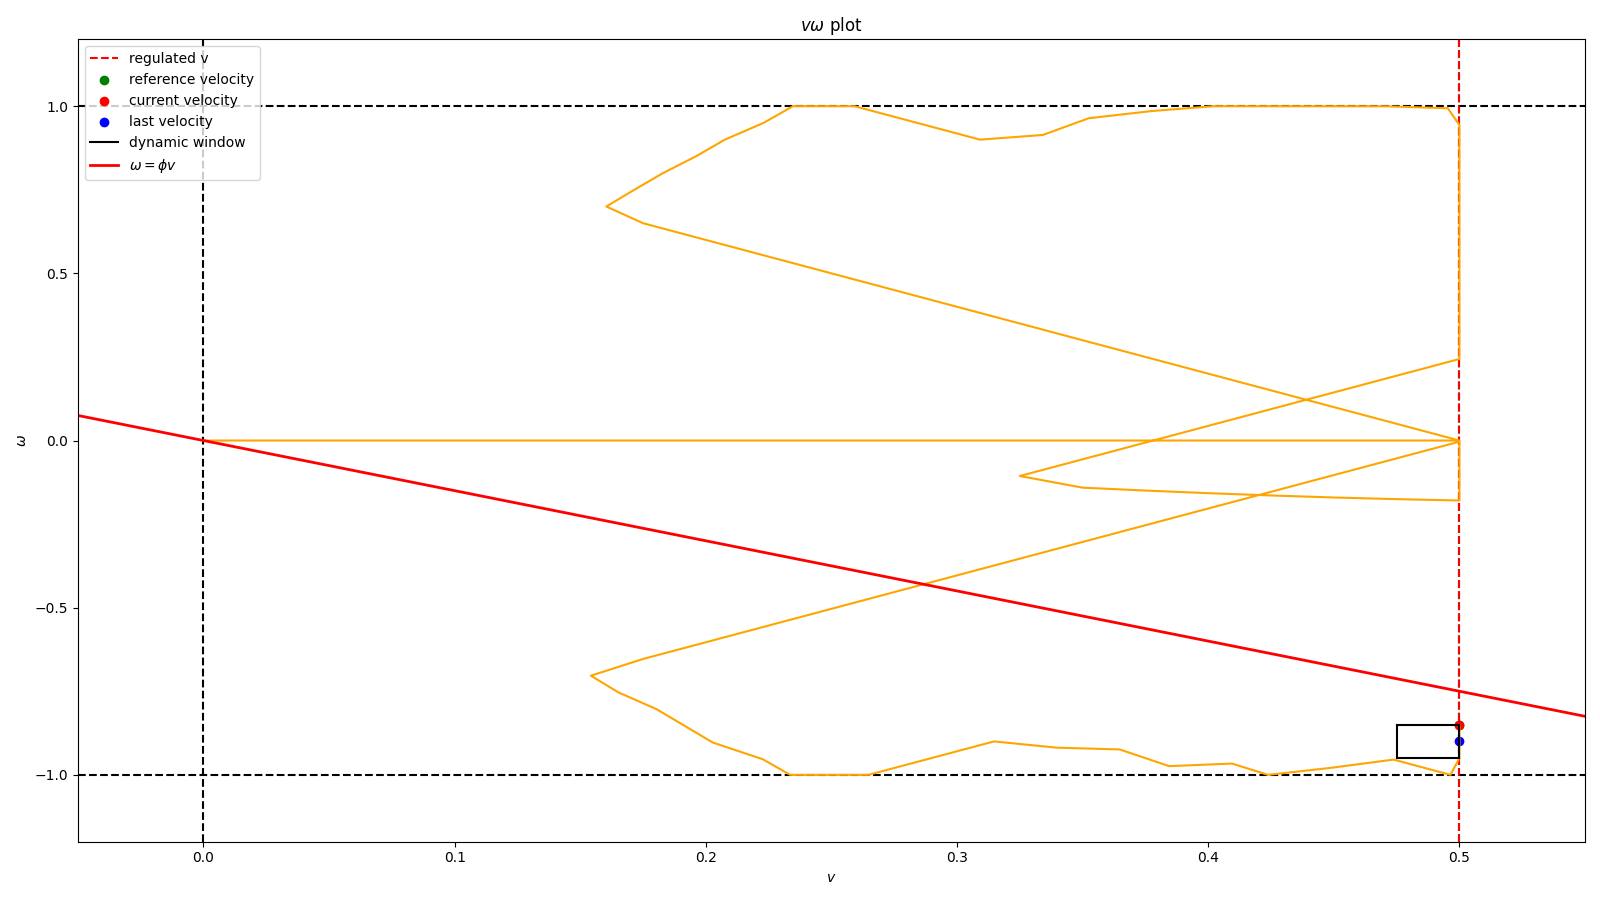 vω plot
regulated v
reference velocity
current velocity
last velocity
dynamic window
ω = ϕv
1.0
0.5
0.0
−0.5
−1.0
ω
0.0 0.1 0.2 0.3 0.4 0.5
v